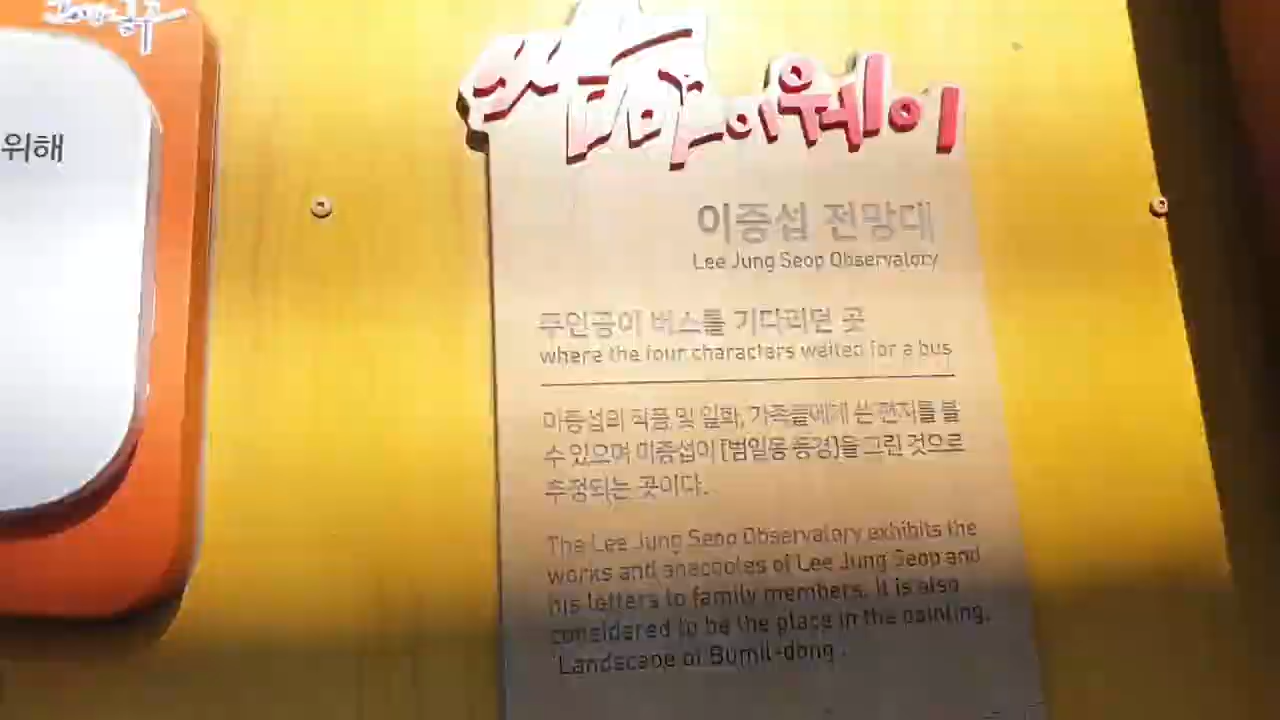 위해
쌈마이웨이
이중섭 전망대
Lee Jung Seop Observatory
주인공이 버스를 기다리던 곳
where the four characters waited for a bus
이중섭의 작품 및 일화, 가족들에게 쓴 편지를 볼
수 있으며 이중섭이 [범일동 풍경]을 그린 것으로
추정되는 곳이다.
The Lee Jung Seop Observatory exhibits the
works and anecdotes of Lee Jung Seop and
his letters to family members. It is also
considered to be the place in the painting,
'Landscape of Bumil-dong'.